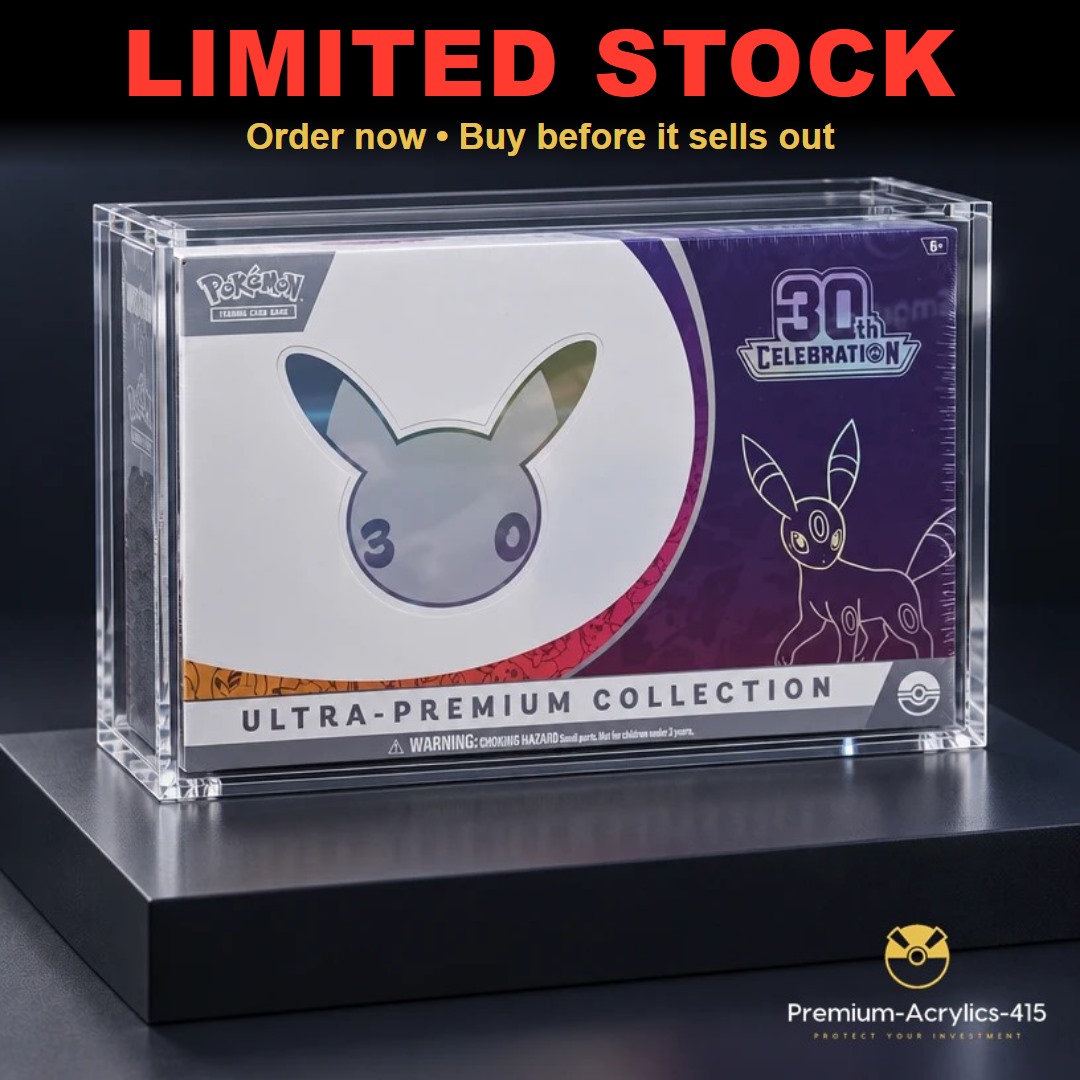 LIMITED STOCK
Order now • Buy before it sells out
6+
POKéMON
TRADING CARD GAME
30th
CELEBRATION
3 0
ULTRA-PREMIUM COLLECTION
⚠ WARNING: CHOKING HAZARD Small parts. Not for children under 3 years.
Premium-Acrylics-415
PROTECT YOUR INVESTMENT